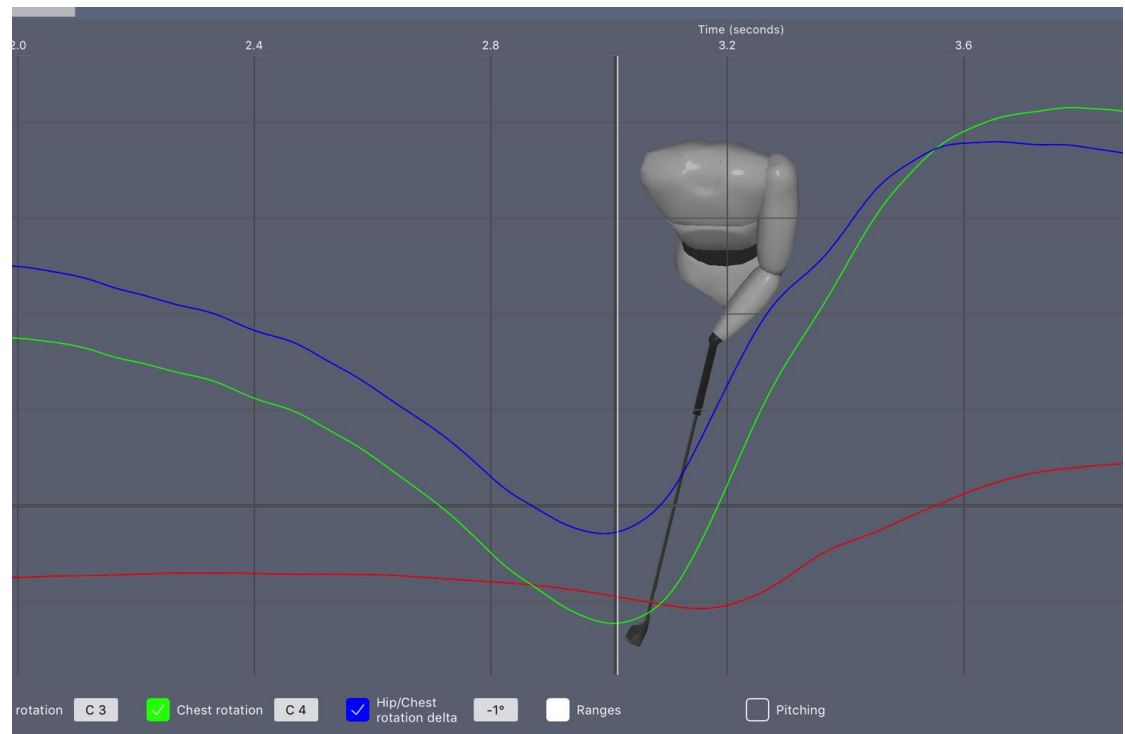 Time (seconds)
2.0 2.4 2.8 3.2 3.6
rotation C 3 Chest rotation C 4 Hip/Chest
rotation delta -1° Ranges Pitching